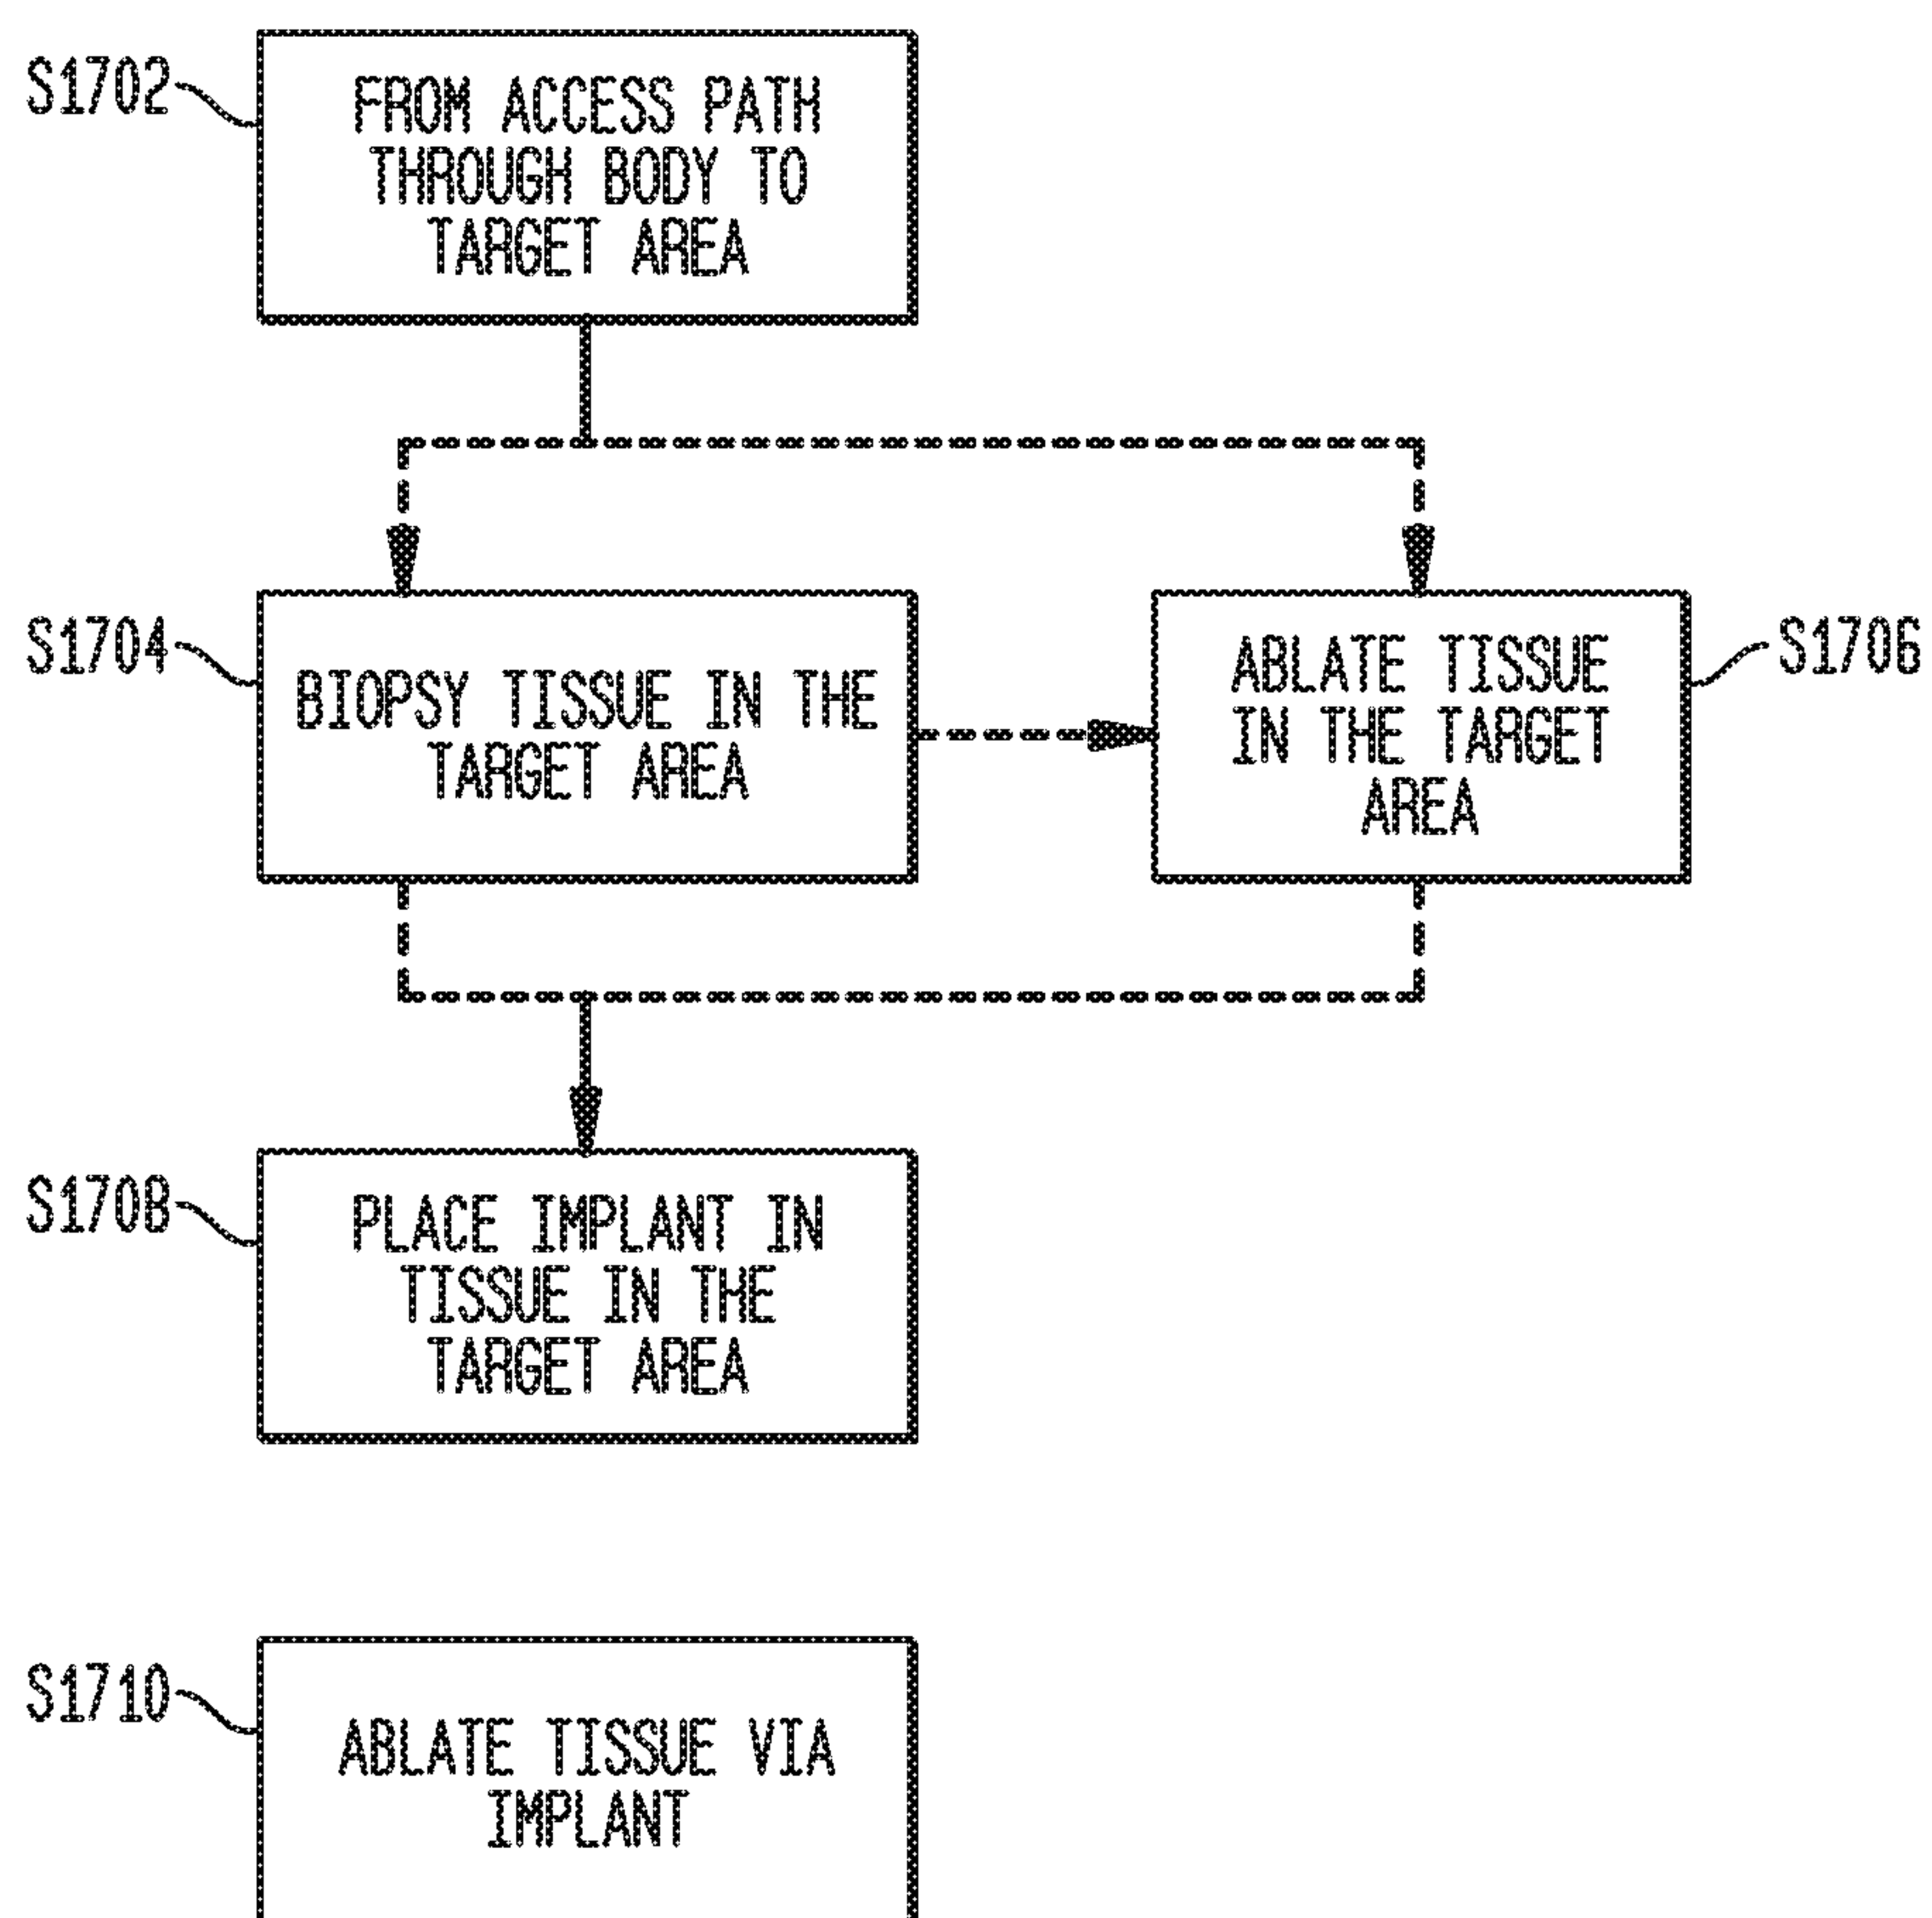 S1702
FROM ACCESS PATH
THROUGH BODY TO
TARGET AREA
S1704
BIOPSY TISSUE IN THE
TARGET AREA
ABLATE TISSUE
IN THE TARGET
AREA
S1706
S1708
PLACE IMPLANT IN
TISSUE IN THE
TARGET AREA
S1710
ABLATE TISSUE VIA
IMPLANT